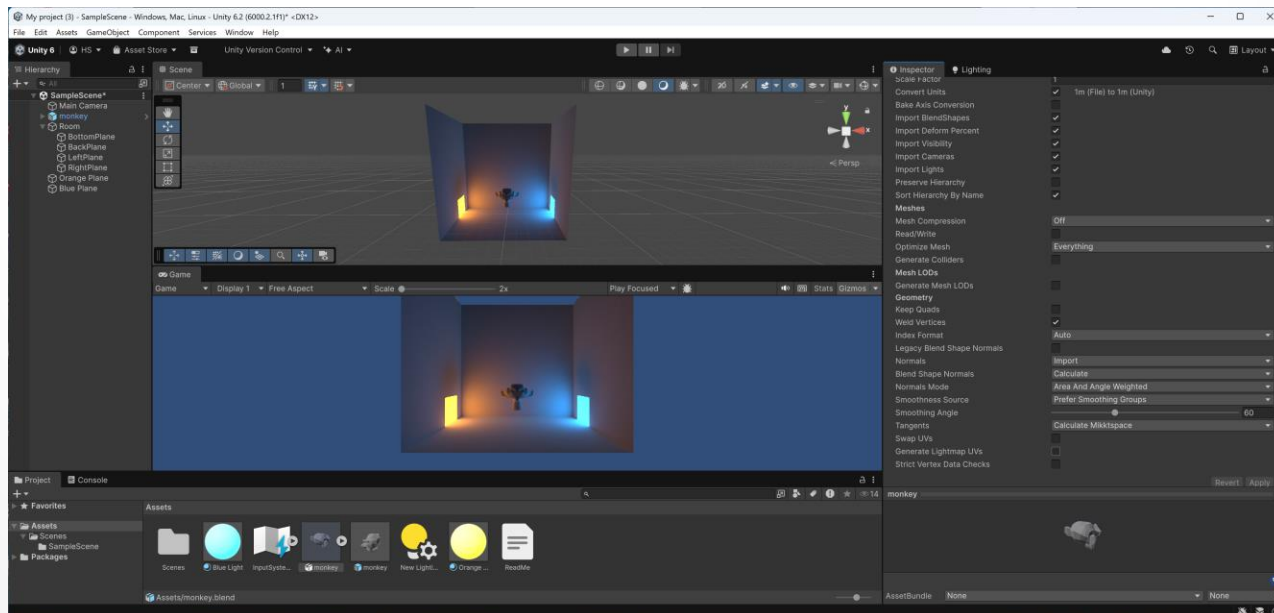 My project (3) - SampleScene - Windows, Mac, Linux - Unity 6.2 (6000.2.1f1)* <DX12>
File Edit Assets GameObject Component Services Window Help
Unity 6 HS Asset Store Unity Version Control AI Layout
Hierarchy
All
SampleScene*
Main Camera
monkey
Room
BottomPlane
BackPlane
LeftPlane
RightPlane
Orange Plane
Blue Plane
Scene
Center Global 1 2D
Y
x
Persp
Game
Game Display 1 Free Aspect Scale 2x Play Focused Stats Gizmos
Inspector Lighting
Scale Factor 1
Convert Units 1m (File) to 1m (Unity)
Bake Axis Conversion
Import BlendShapes
Import Deform Percent
Import Visibility
Import Cameras
Import Lights
Preserve Hierarchy
Sort Hierarchy By Name
Meshes
Mesh Compression Off
Read/Write
Optimize Mesh Everything
Generate Colliders
Mesh LODs
Generate Mesh LODs
Geometry
Keep Quads
Weld Vertices
Index Format Auto
Legacy Blend Shape Normals
Normals Import
Blend Shape Normals Calculate
Normals Mode Area And Angle Weighted
Smoothness Source Prefer Smoothing Groups
Smoothing Angle 60
Tangents Calculate Mikktspace
Swap UVs
Generate Lightmap UVs
Strict Vertex Data Checks
Revert Apply
monkey
AssetBundle None None
Project Console
14
Favorites
Assets
Scenes
SampleScene
Packages
Assets
Scenes Blue Light InputSyste... monkey monkey New Lighti... Orange ... ReadMe
Assets/monkey.blend